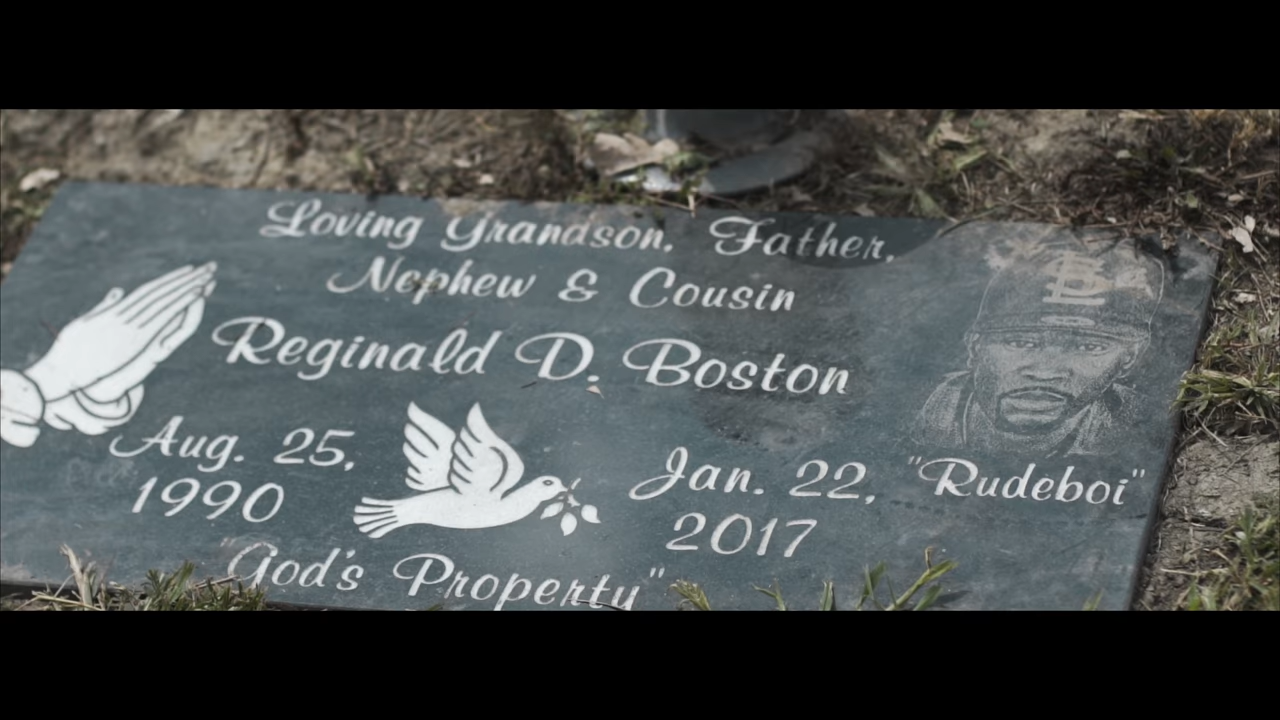 Loving Grandson, Father,
Nephew & Cousin
Reginald D. Boston
Aug. 25,
1990
Jan. 22,
2017
"Rudeboi"
"God's Property"